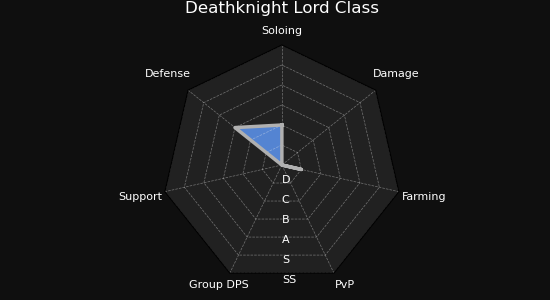 Deathknight Lord Class
Soloing
Defense
Damage
Support
Farming
D
C
B
A
S
SS
Group DPS
PvP